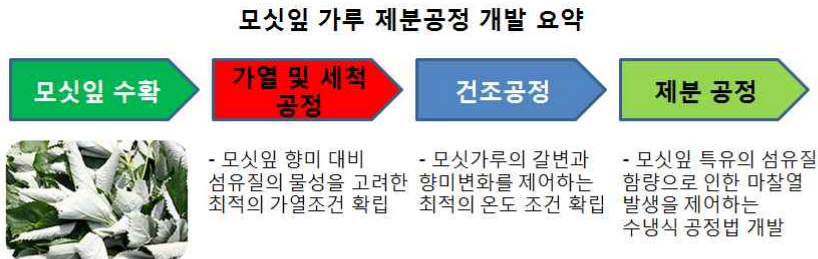 모싯잎 가루 제분공정 개발 요약
모싯잎 수확
가열 및 세척
공정
건조공정
제분 공정
- 모싯잎 향미 대비
섬유질의 물성을 고려한
최적의 가열조건 확립
- 모싯가루의 갈변과
향미변화를 제어하는
최적의 온도 조건 확립
- 모싯잎 특유의 섬유질
함량으로 인한 마찰열
발생을 제어하는
수냉식 공정법 개발